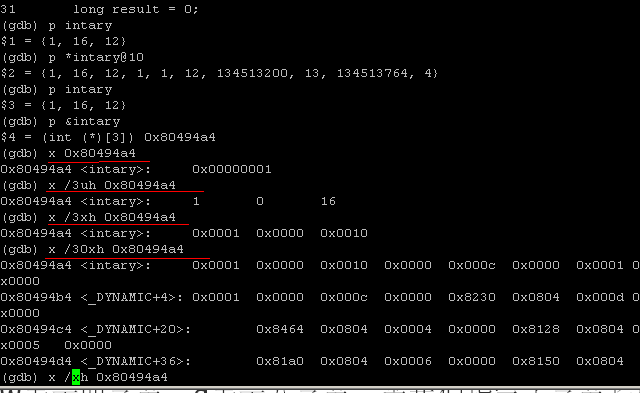 31      long result = 0;
(gdb) p intary
$1 = {1, 16, 12}
(gdb) p *intary@10
$2 = {1, 16, 12, 1, 1, 12, 134513200, 13, 134513764, 4}
(gdb) p intary
$3 = {1, 16, 12}
(gdb) p &intary
$4 = (int (*)[3]) 0x80494a4
(gdb) x 0x80494a4
0x80494a4 <intary>:     0x00000001
(gdb) x /3uh 0x80494a4
0x80494a4 <intary>:     1       0       16
(gdb) x /3xh 0x80494a4
0x80494a4 <intary>:     0x0001  0x0000  0x0010
(gdb) x /30xh 0x80494a4
0x80494a4 <intary>:     0x0001  0x0000  0x0010  0x0000  0x000c  0x0000  0x0001 0
x0000
0x80494b4 <_DYNAMIC+4>: 0x0001  0x0000  0x000c  0x0000  0x8230  0x0804  0x000d 0
x0000
0x80494c4 <_DYNAMIC+20>:        0x8464  0x0804  0x0004  0x0000  0x8128  0x0804 0
x0005   0x0000
0x80494d4 <_DYNAMIC+36>:        0x81a0  0x0804  0x0006  0x0000  0x8150  0x0804
(gdb) x /xh 0x80494a4